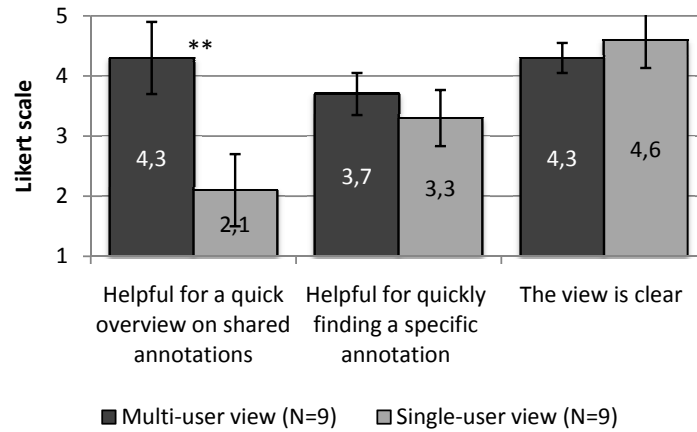 5
4
3
2
1
Likert scale
**
4,3
2,1
3,7
3,3
4,3
4,6
Helpful for a quick
overview on shared
annotations
Helpful for quickly
finding a specific
annotation
The view is clear
Multi-user view (N=9)
Single-user view (N=9)